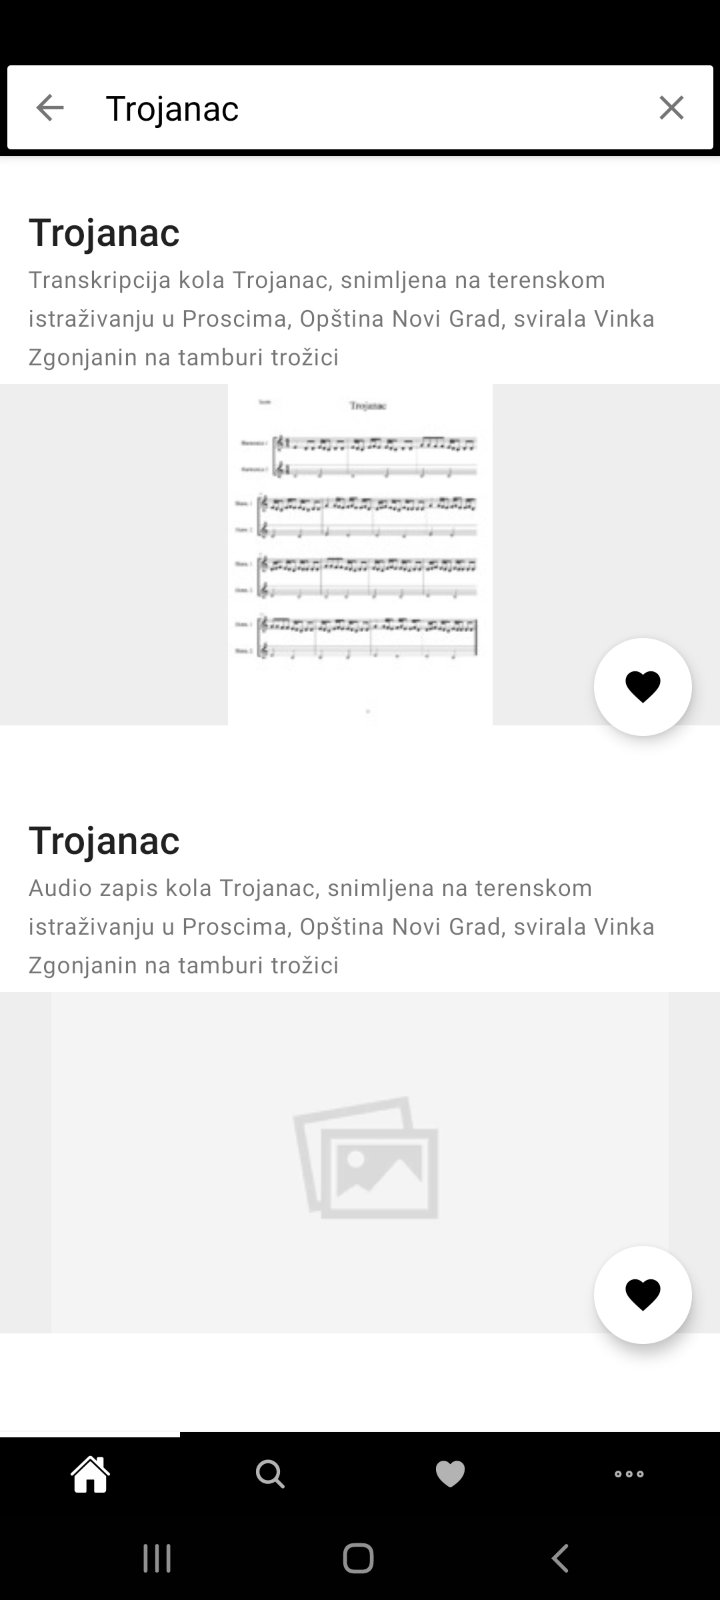 Trojanac
Trojanac
Transkripcija kola Trojanac, snimljena na terenskom
istraživanju u Proscima, Opština Novi Grad, svirala Vinka
Zgonjanin na tamburi trožici
Trojanac
Trojanac
Audio zapis kola Trojanac, snimljena na terenskom
istraživanju u Proscima, Opština Novi Grad, svirala Vinka
Zgonjanin na tamburi trožici